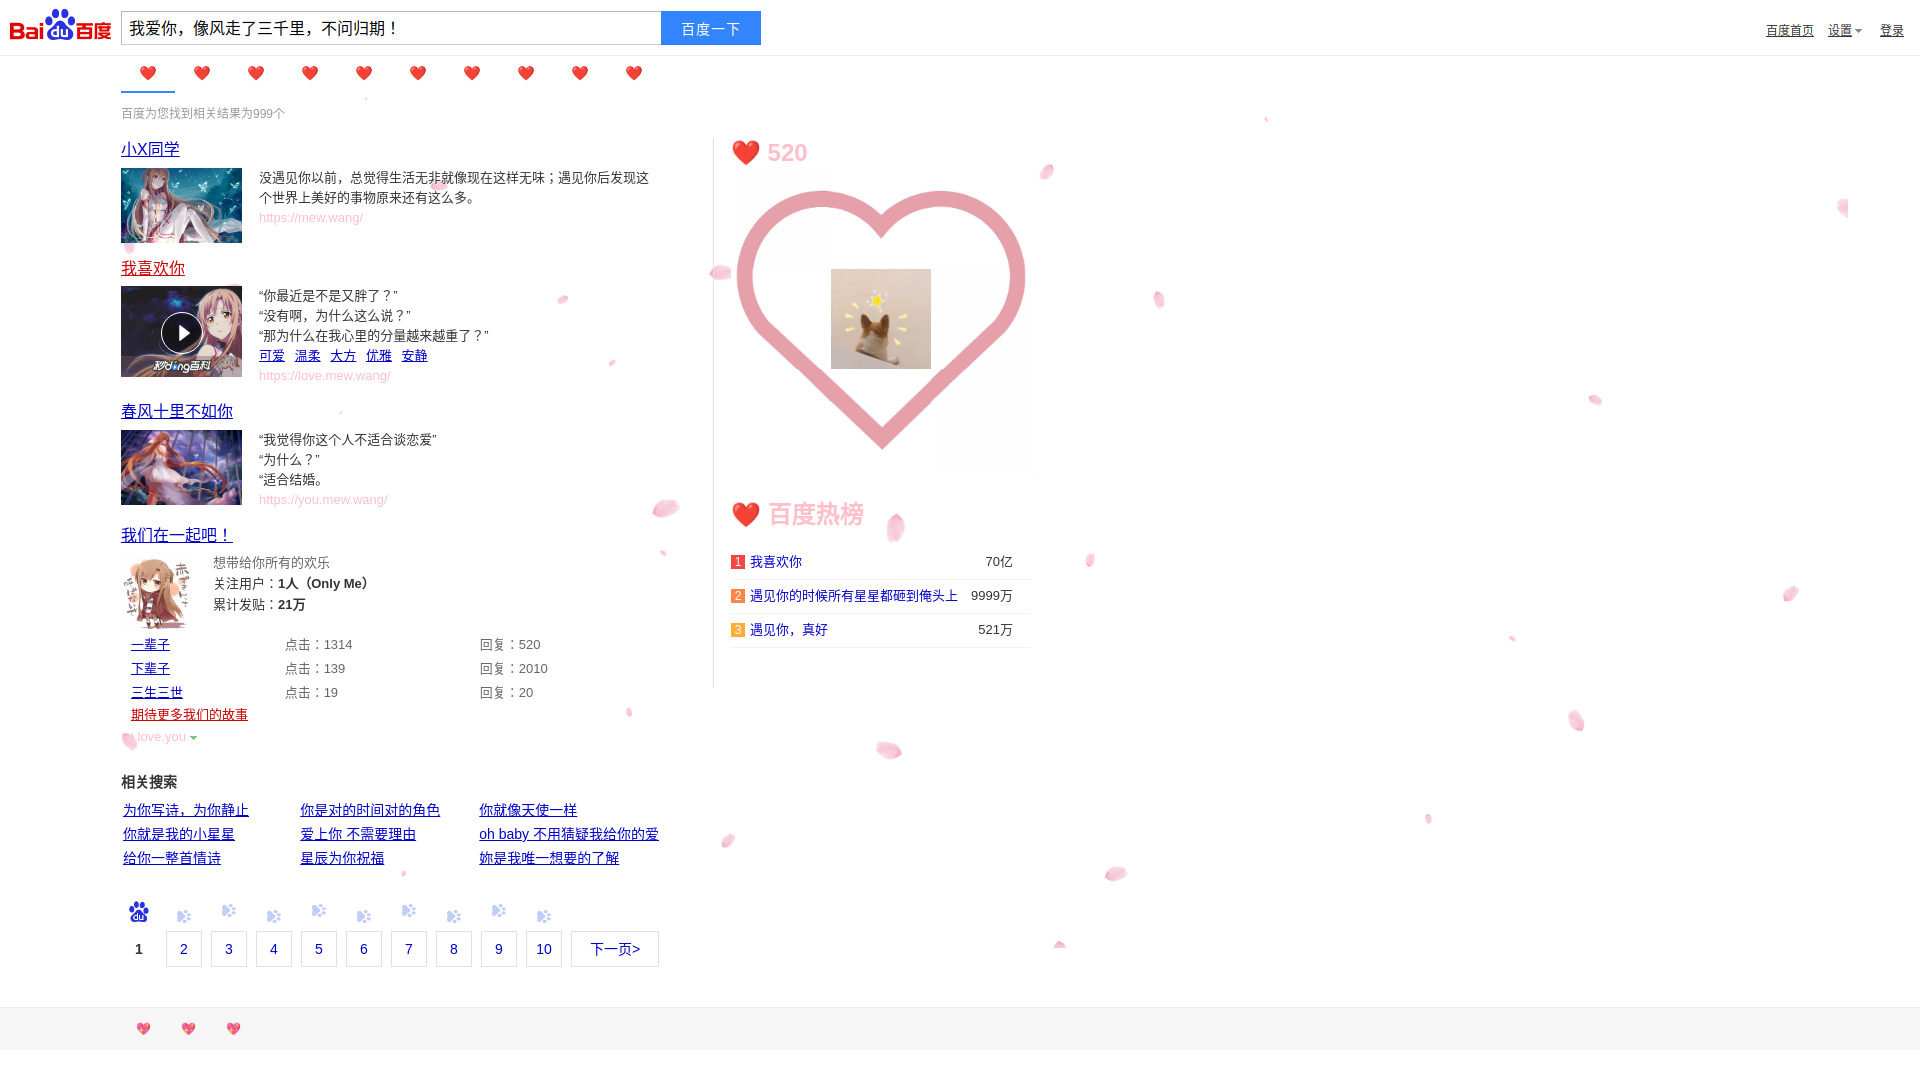 Bai du 百度
我爱你，像风走了三千里，不问归期！
百度一下
百度首页 设置 登录
百度为您找到相关结果为999个
小X同学
没遇见你以前，总觉得生活无非就像现在这样无味；遇见你后发现这
个世界上美好的事物原来还有这么多。
https://mew.wang/
我喜欢你
“你最近是不是又胖了？”
“没有啊，为什么这么说？”
“那为什么在我心里的分量越来越重了？”
可爱 温柔 大方 优雅 安静
https://love.mew.wang/
秒dong百科
春风十里不如你
“我觉得你这个人不适合谈恋爱”
“为什么？”
“适合结婚。
https://you.mew.wang/
我们在一起吧！
想带给你所有的欢乐
关注用户：1人（Only Me）
累计发贴：21万
一辈子 点击：1314 回复：520
下辈子 点击：139 回复：2010
三生三世 点击：19 回复：20
期待更多我们的故事
love.you
相关搜索
为你写诗，为你静止 你是对的时间对的角色 你就像天使一样
你就是我的小星星 爱上你 不需要理由 oh baby 不用猜疑我给你的爱
给你一整首情诗 星辰为你祝福 妳是我唯一想要的了解
du
1 2 3 4 5 6 7 8 9 10 下一页>
520
百度热榜
1 我喜欢你 70亿
2 遇见你的时候所有星星都砸到俺头上 9999万
3 遇见你，真好 521万